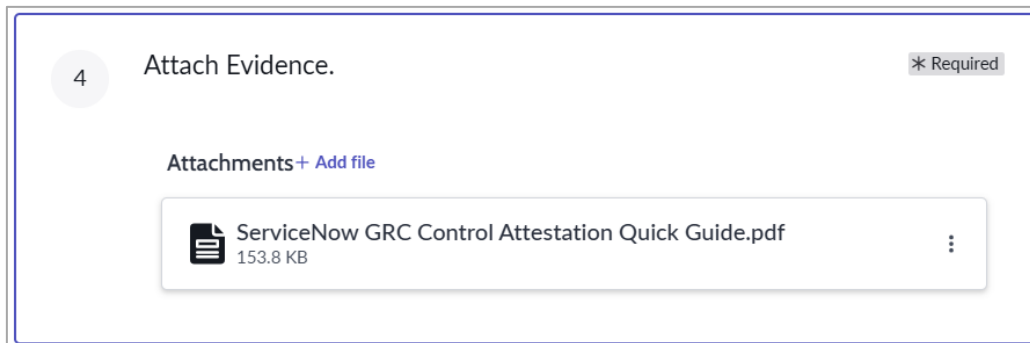 4
Attach Evidence.
* Required
Attachments+ Add file
ServiceNow GRC Control Attestation Quick Guide.pdf
153.8 KB